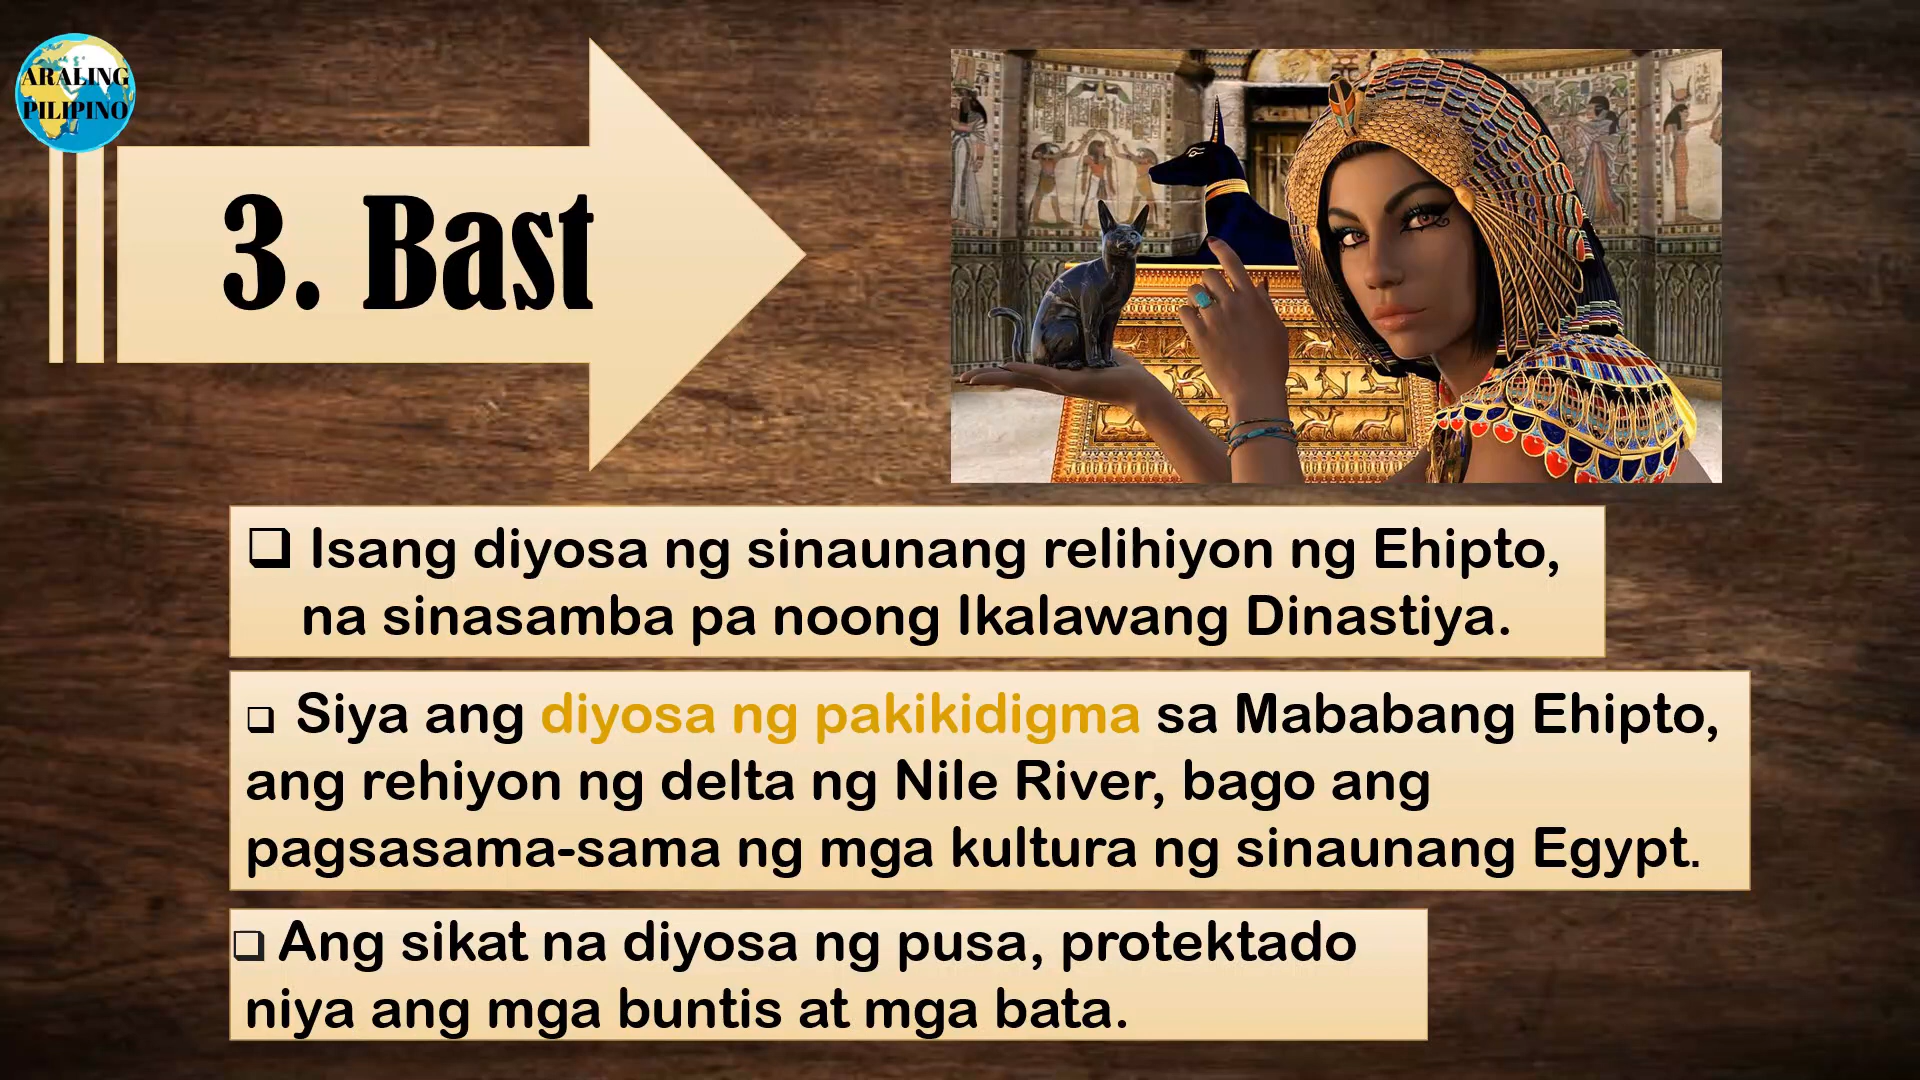 ARALING
PILIPINO
3. Bast
❑ Isang diyosa ng sinaunang relihiyon ng Ehipto,
na sinasamba pa noong Ikalawang Dinastiya.
❑ Siya ang diyosa ng pakikidigma sa Mababang Ehipto,
ang rehiyon ng delta ng Nile River, bago ang
pagsasama-sama ng mga kultura ng sinaunang Egypt.
❑ Ang sikat na diyosa ng pusa, protektado
niya ang mga buntis at mga bata.